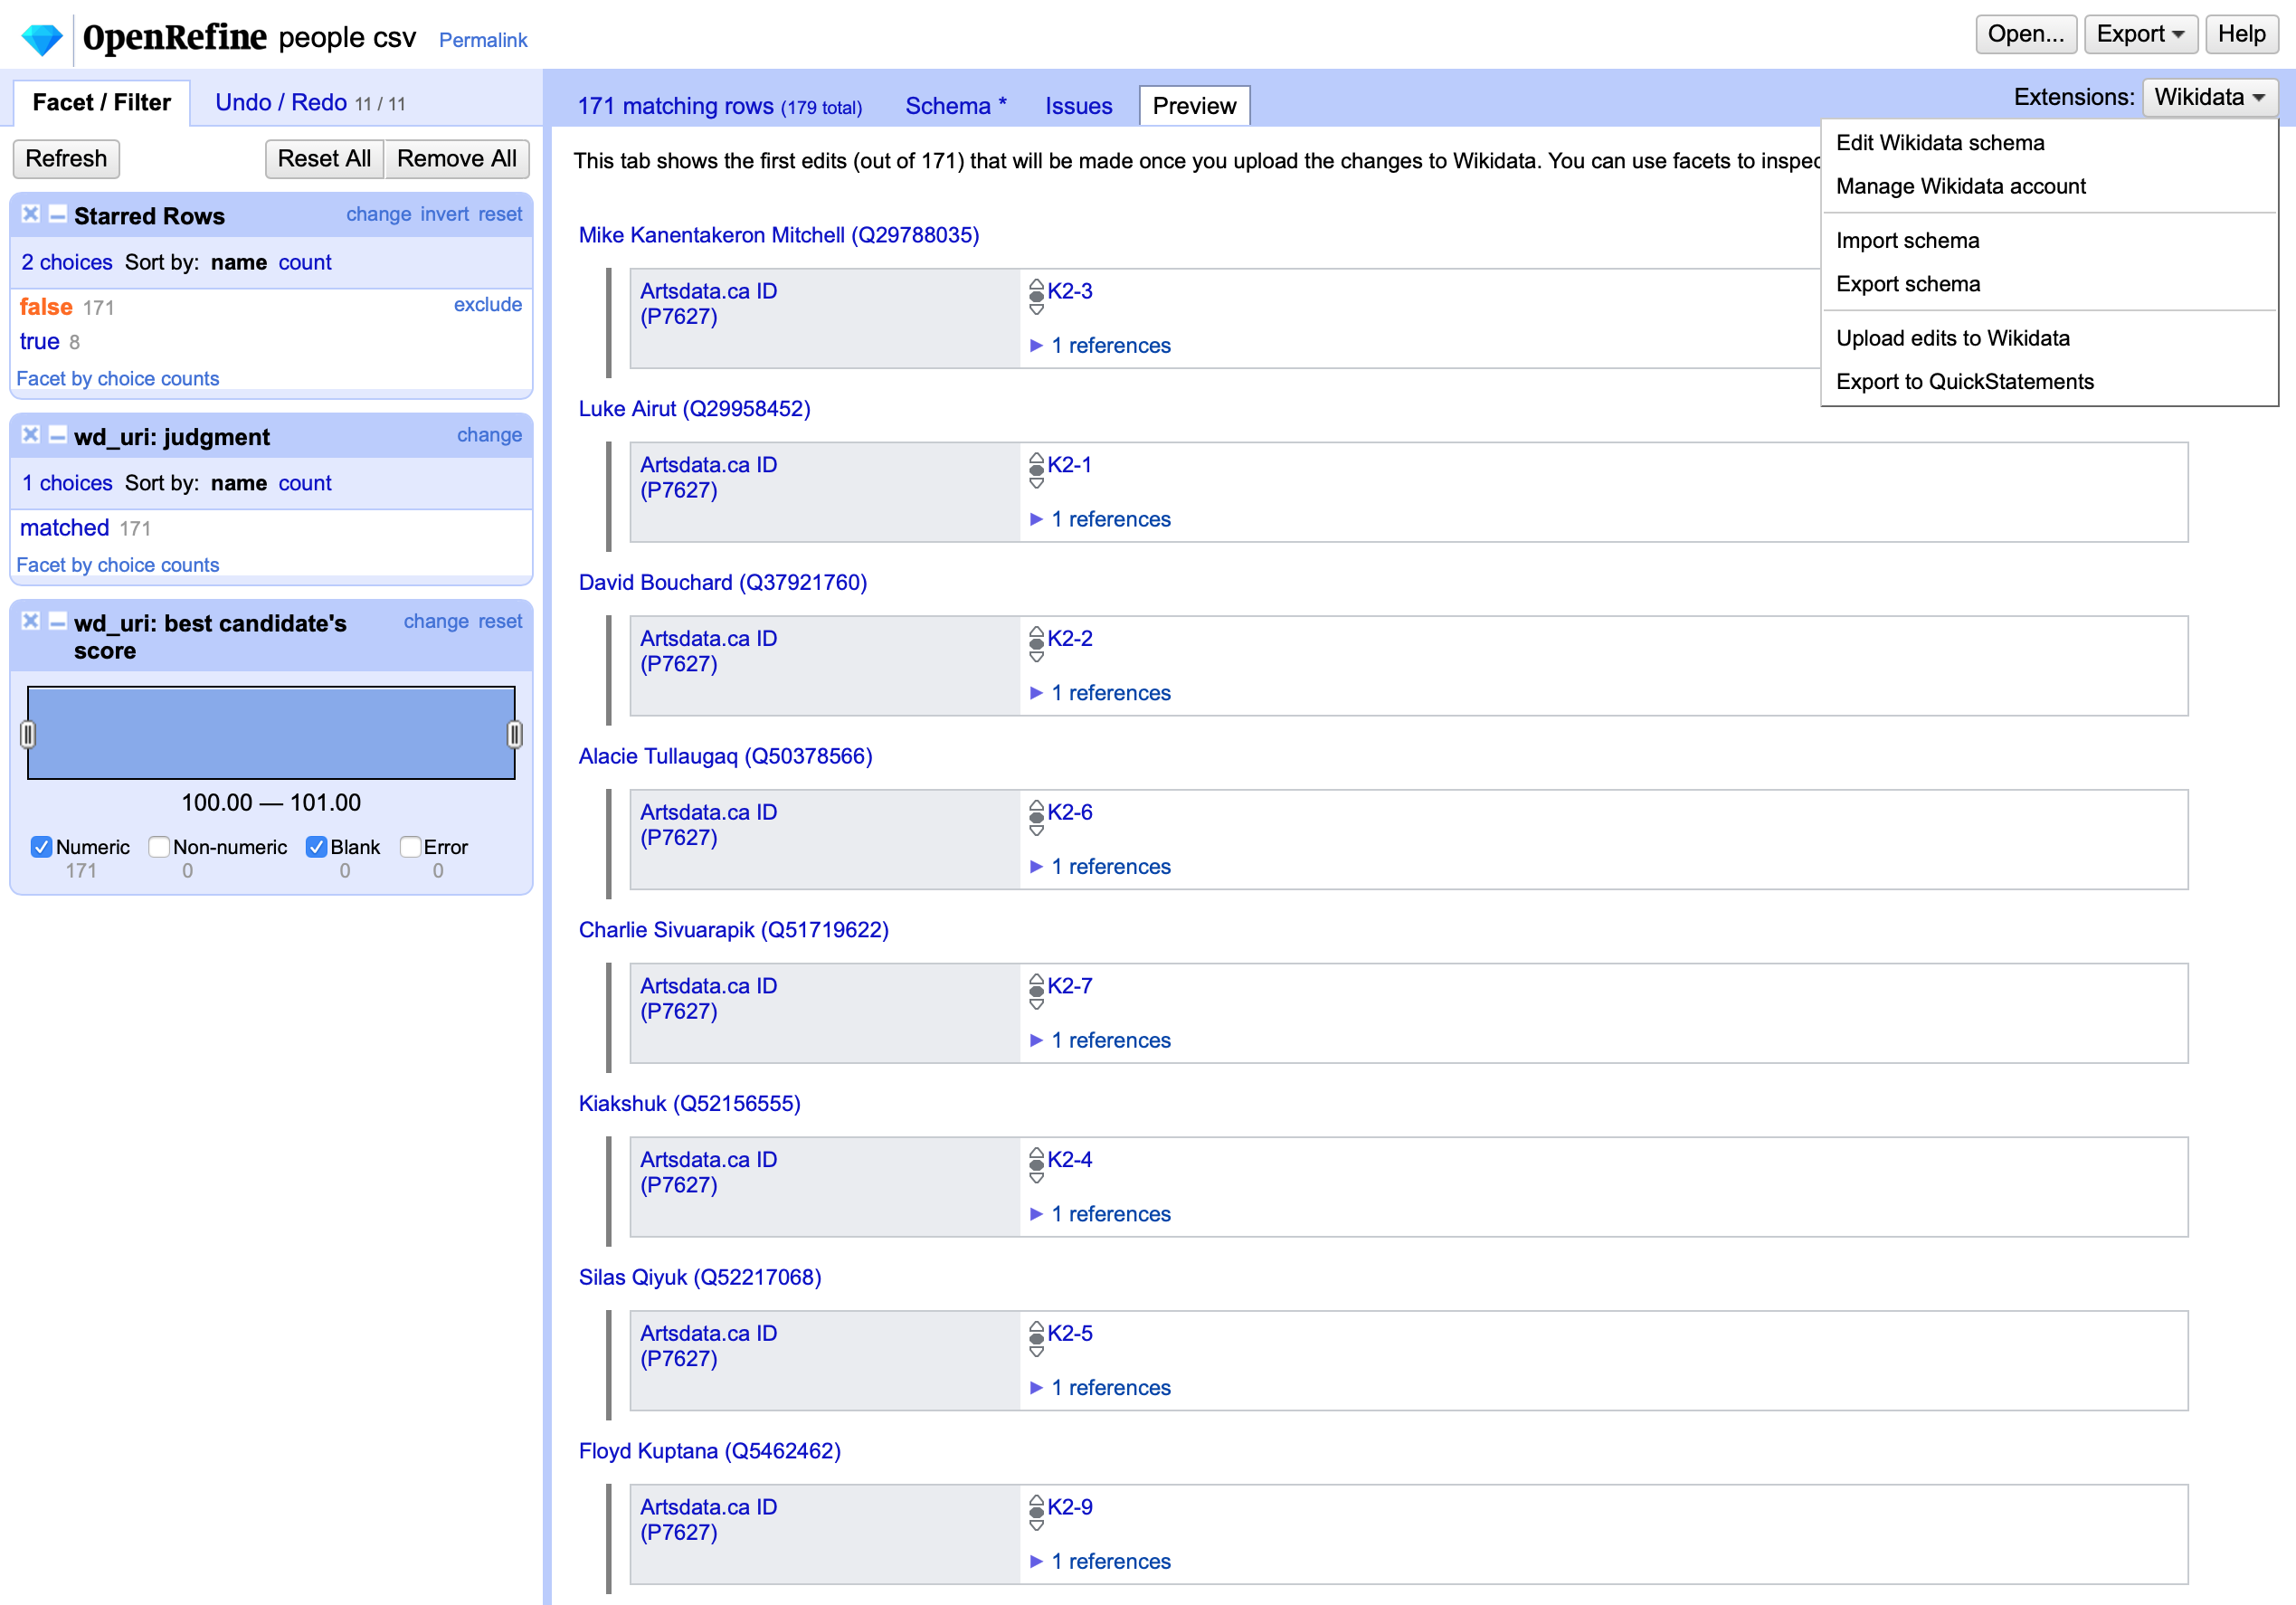 OpenRefine people csv Permalink
Open... Export Help
Facet / Filter Undo / Redo 11 / 11
Refresh Reset All Remove All
Starred Rows change invert reset
2 choices Sort by: name count
false 171 exclude
true 8
Facet by choice counts
wd_uri: judgment change
1 choices Sort by: name count
matched 171
Facet by choice counts
wd_uri: best candidate's score change reset
100.00 — 101.00
Numeric Non-numeric Blank Error
171 0 0 0
171 matching rows (179 total) Schema * Issues Preview
Extensions: Wikidata
Edit Wikidata schema
Manage Wikidata account
Import schema
Export schema
Upload edits to Wikidata
Export to QuickStatements
This tab shows the first edits (out of 171) that will be made once you upload the changes to Wikidata. You can use facets to inspec
Mike Kanentakeron Mitchell (Q29788035)
Artsdata.ca ID
(P7627)
K2-3
1 references
Luke Airut (Q29958452)
Artsdata.ca ID
(P7627)
K2-1
1 references
David Bouchard (Q37921760)
Artsdata.ca ID
(P7627)
K2-2
1 references
Alacie Tullaugaq (Q50378566)
Artsdata.ca ID
(P7627)
K2-6
1 references
Charlie Sivuarapik (Q51719622)
Artsdata.ca ID
(P7627)
K2-7
1 references
Kiakshuk (Q52156555)
Artsdata.ca ID
(P7627)
K2-4
1 references
Silas Qiyuk (Q52217068)
Artsdata.ca ID
(P7627)
K2-5
1 references
Floyd Kuptana (Q5462462)
Artsdata.ca ID
(P7627)
K2-9
1 references